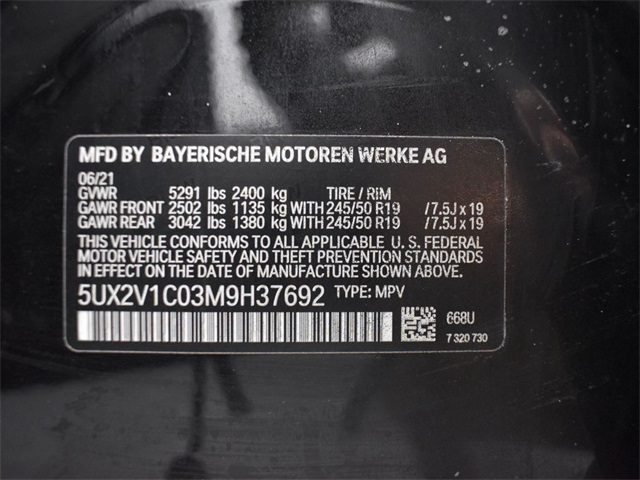 MFD BY BAYERISCHE MOTOREN WERKE AG
06/21
GVWR 5291 lbs 2400 kg TIRE / RIM
GAWR FRONT 2502 lbs 1135 kg WITH 245/50 R19 /7.5J x 19
GAWR REAR 3042 lbs 1380 kg WITH 245/50 R19 /7.5J x 19
THIS VEHICLE CONFORMS TO ALL APPLICABLE U. S. FEDERAL
MOTOR VEHICLE SAFETY AND THEFT PREVENTION STANDARDS
IN EFFECT ON THE DATE OF MANUFACTURE SHOWN ABOVE.
5UX2V1C03M9H37692 TYPE: MPV
668U
7 320 730